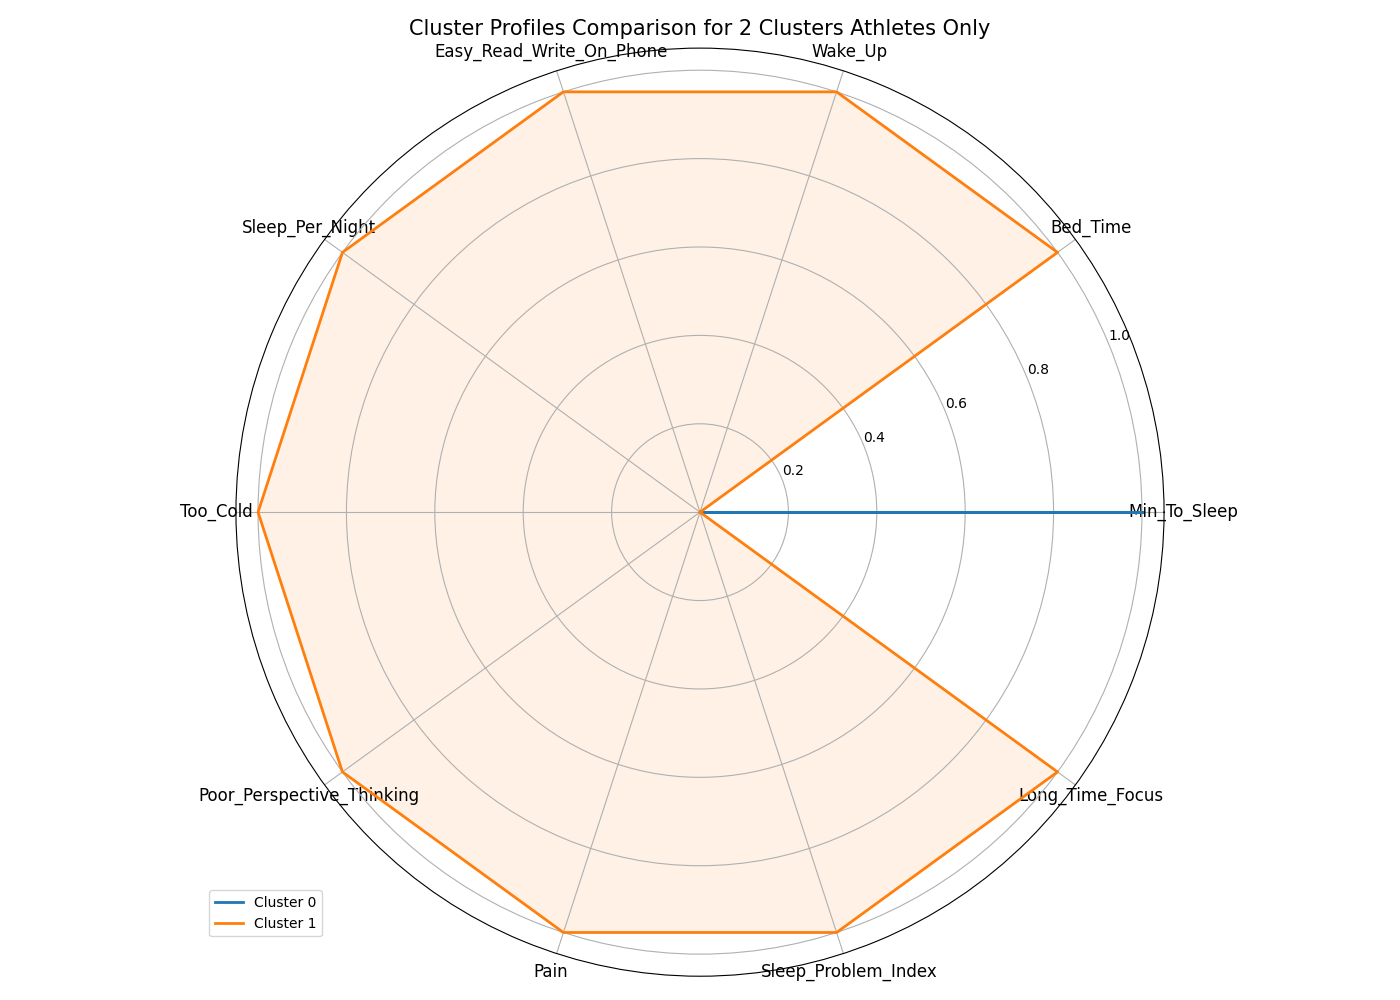 Cluster Profiles Comparison for 2 Clusters Athletes Only
Easy_Read_Write_On_Phone
Wake_Up
Sleep_Per_Night
Bed_Time
1.0
0.8
0.6
0.4
0.2
Too_Cold
Min_To_Sleep
Poor_Perspective_Thinking
Long_Time_Focus
Cluster 0
Cluster 1
Pain
Sleep_Problem_Index